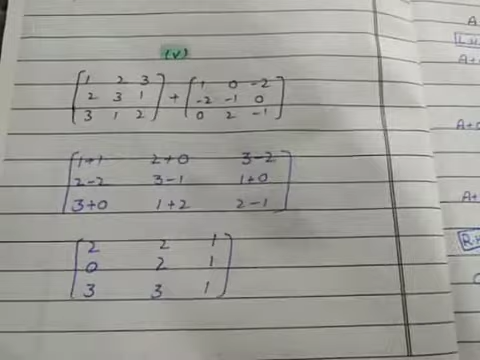 (v)
[1 2 3] + [1 0 -2]
[2 3 1] [-2 -1 0]
[3 1 2] [0 2 -1]
[1+1 2+0 3-2]
[2-2 3-1 1+0]
[3+0 1+2 2-1]
[2 2 1]
[0 2 1]
[3 3 1]
A
A+
A+
A+